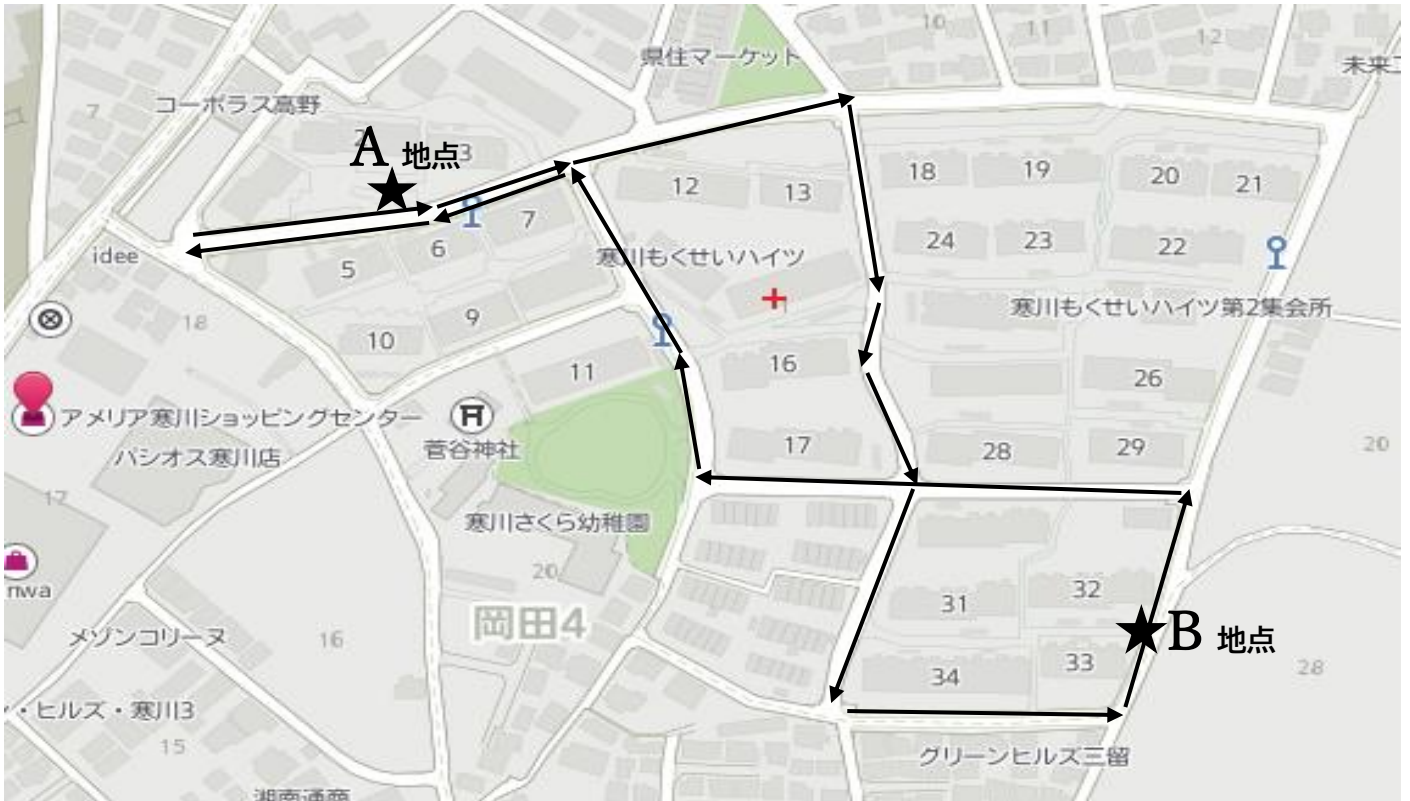 10
11
12
県住マーケット
未来工
コーポラス高野
7
2
3
A 地点
18
19
20
21
12
13
7
6
5
24
23
22
idee
寒川もくせいハイツ
寒川もくせいハイツ第2集会所
18
9
10
16
26
11
アメリア寒川ショッピングセンター
菅谷神社
パシオス寒川店
17
28
29
20
17
寒川さくら幼稚園
20
nwa
岡田4
31
32
メゾンコリーヌ
16
B 地点
33
34
28
ン・ヒルズ・寒川3
15
グリーンヒルズ三留
湘南通商